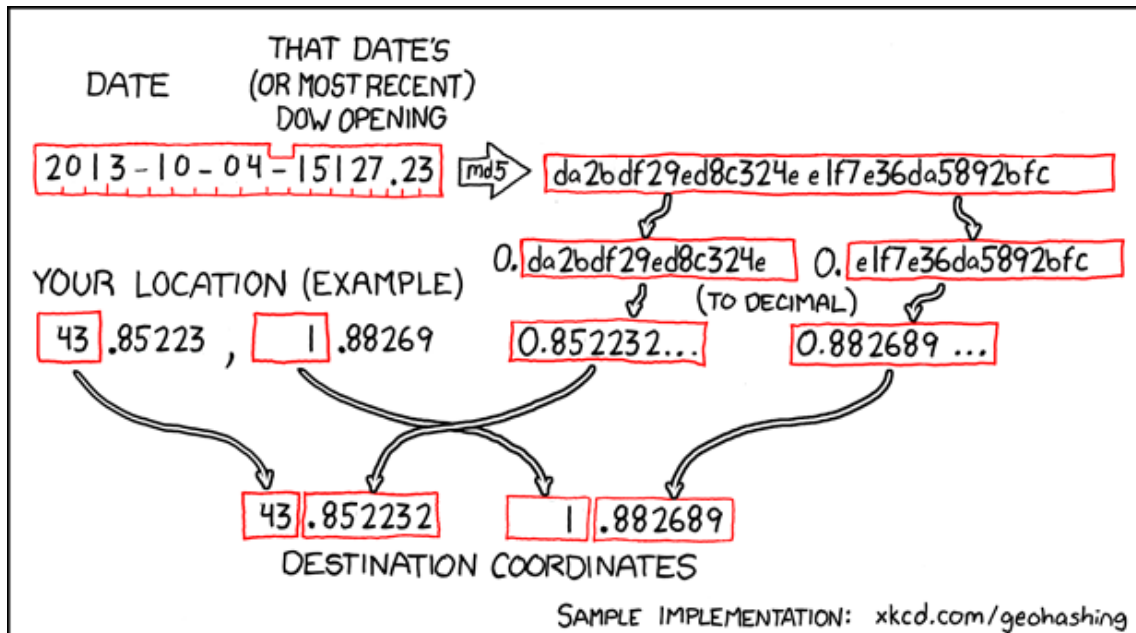 THAT DATE'S
DATE (OR MOST RECENT)
DOW OPENING
2013-10-04-15127.23 md5 da2bdf29ed8c324e e1f7e36da5892bfc
0. da2bdf29ed8c324e 0. e1f7e36da5892bfc
YOUR LOCATION (EXAMPLE) (TO DECIMAL)
43 .85223 , 1 .88269 0.852232... 0.882689 ...
43 .852232 1 .882689
DESTINATION COORDINATES
SAMPLE IMPLEMENTATION: xkcd.com/geohashing